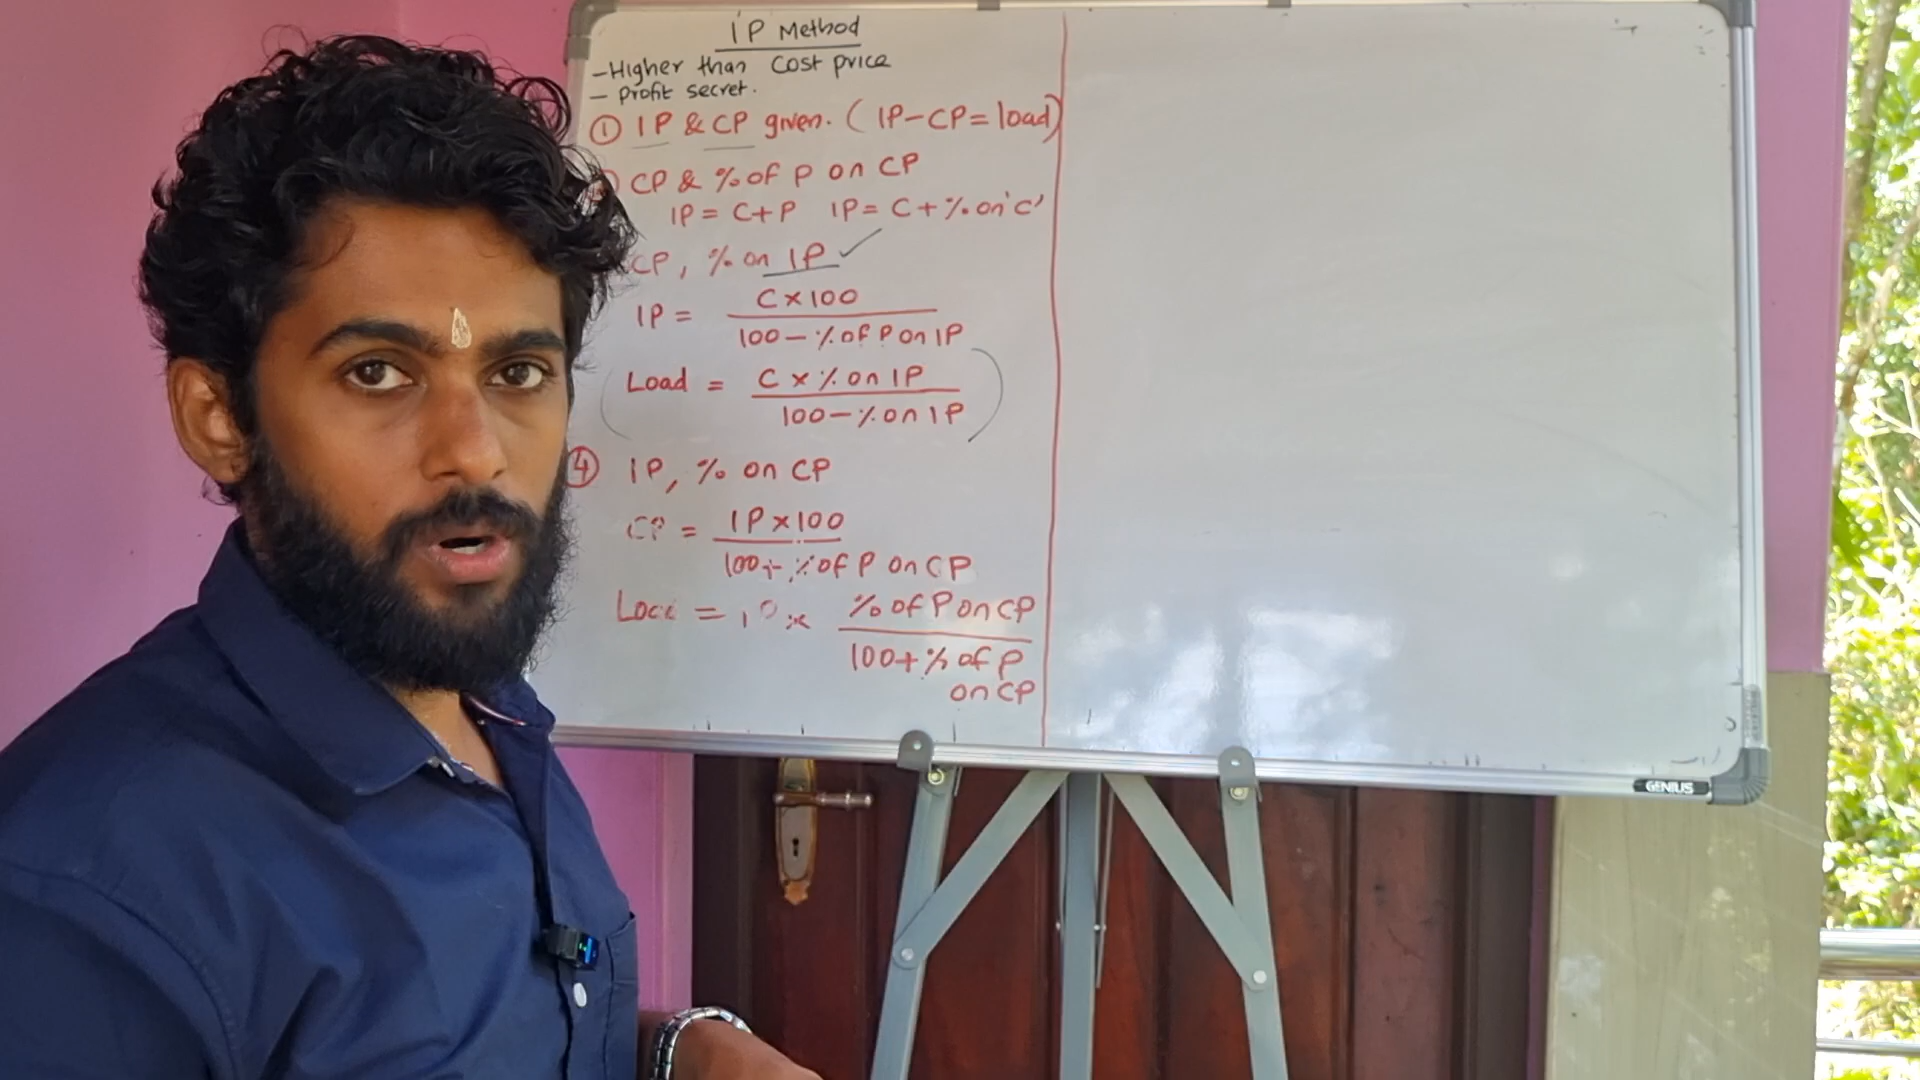 IP Method
- Higher than cost price
- Profit secret.
① IP & CP given. (IP-CP=load)
CP & % of P on CP
IP = C+P IP = C + % on 'C'
CP, % on IP ✓
IP = C×100
100 - % of P on IP
Load = C × % on IP
100 - % on IP
④ IP, % on CP
CP = IP×100
100+ % of P on CP
= × % of P on CP
100+ % of P
on CP
GENIUS